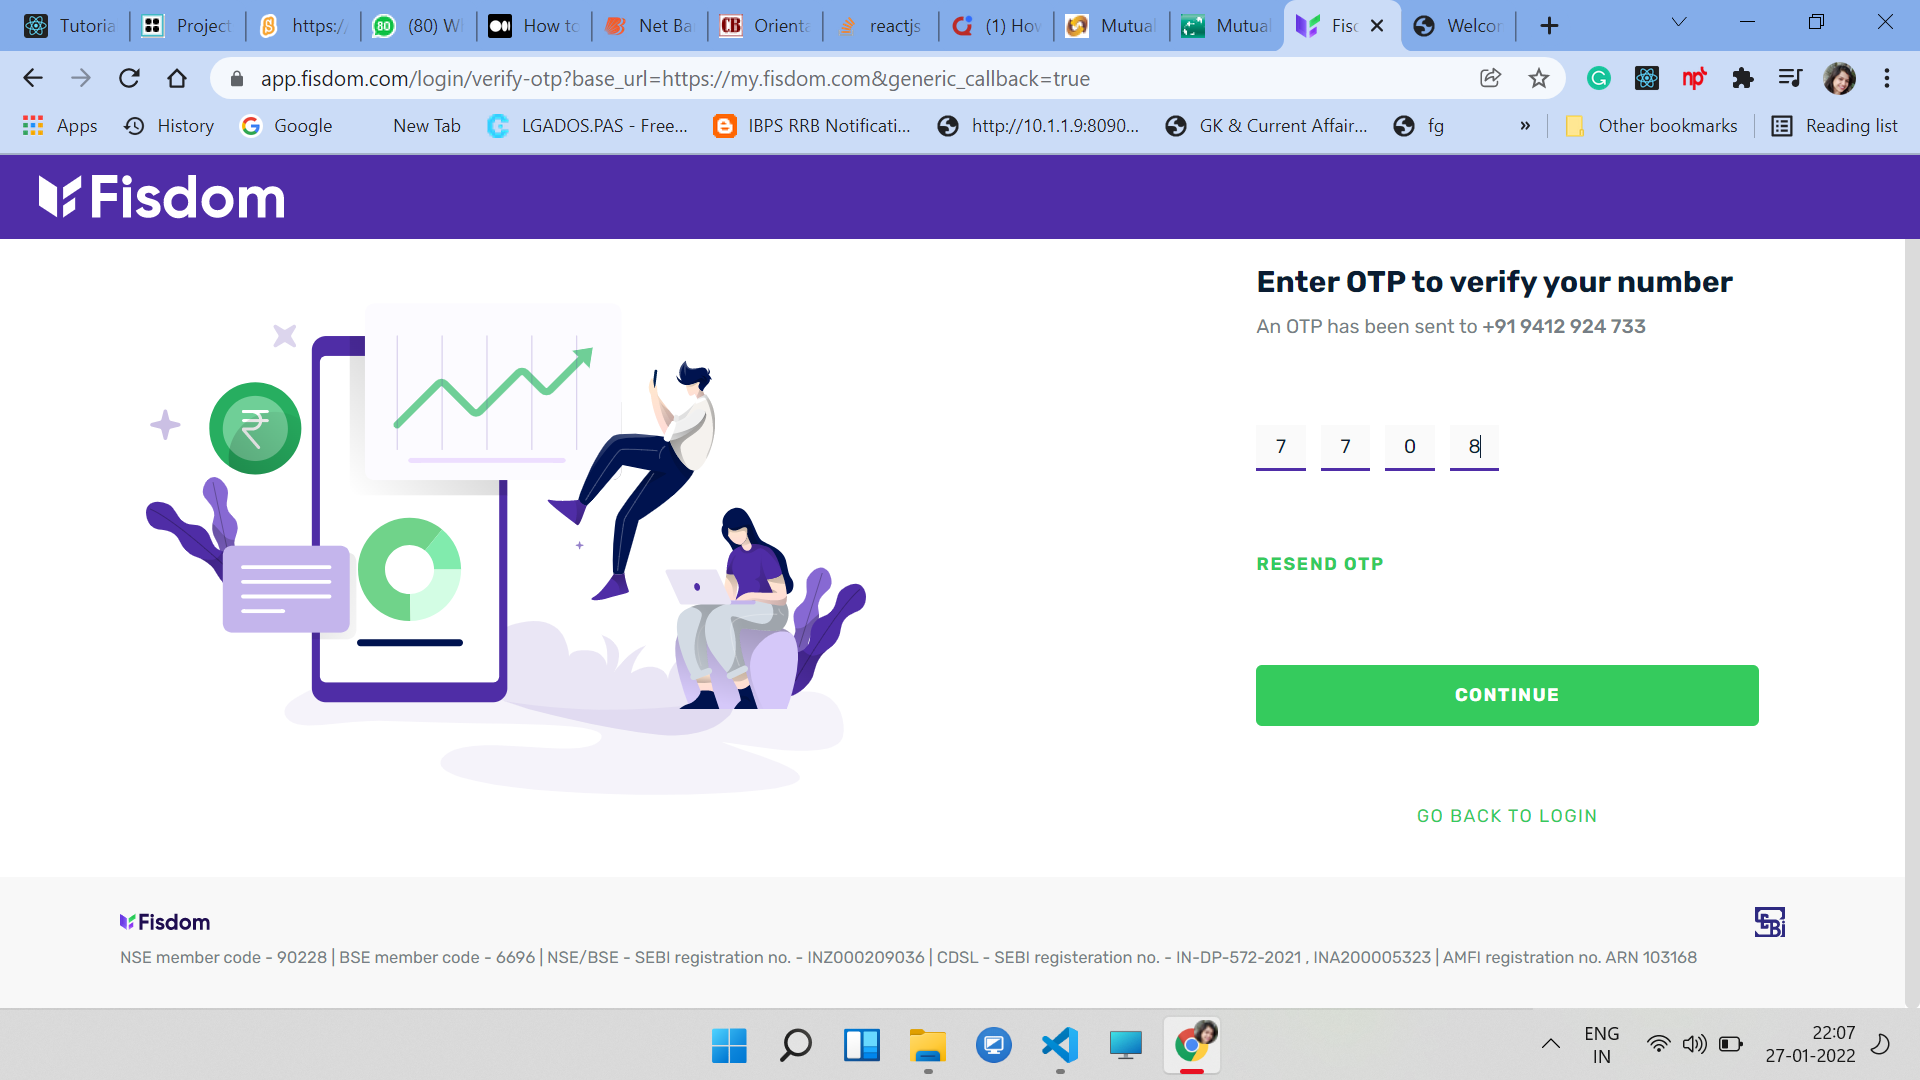 Tutoria
Project
https:/
(80) W
How to
Net Ba
Orienta
reactjs
(1) Hov
Mutual
Mutual
Fisc
Welcor
app.fisdom.com/login/verify-otp?base_url=https://my.fisdom.com&generic_callback=true
Apps
History
Google
New Tab
LGADOS.PAS - Free...
IBPS RRB Notificati...
http://10.1.1.9:8090...
GK & Current Affair...
fg
»
Other bookmarks
Reading list
Fisdom
Enter OTP to verify your number
An OTP has been sent to +91 9412 924 733
7 7 0 8
RESEND OTP
CONTINUE
GO BACK TO LOGIN
Fisdom
SEBI
NSE member code - 90228 | BSE member code - 6696 | NSE/BSE - SEBI registration no. - INZ000209036 | CDSL - SEBI registeration no. - IN-DP-572-2021 , INA200005323 | AMFI registration no. ARN 103168
ENG
IN
22:07
27-01-2022